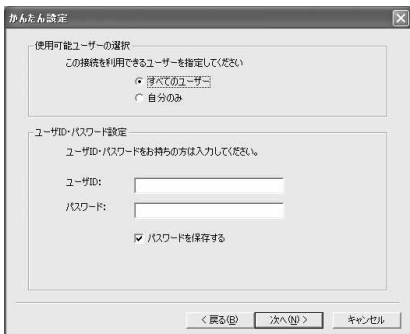 かんたん設定
使用可能ユーザーの選択
この接続を利用できるユーザーを指定してください
すべてのユーザー
自分のみ
ユーザID・パスワード設定
ユーザID・パスワードをお持ちの方は入力してください。
ユーザID:
パスワード:
パスワードを保存する
< 戻る(B)
次へ(N) >
キャンセル